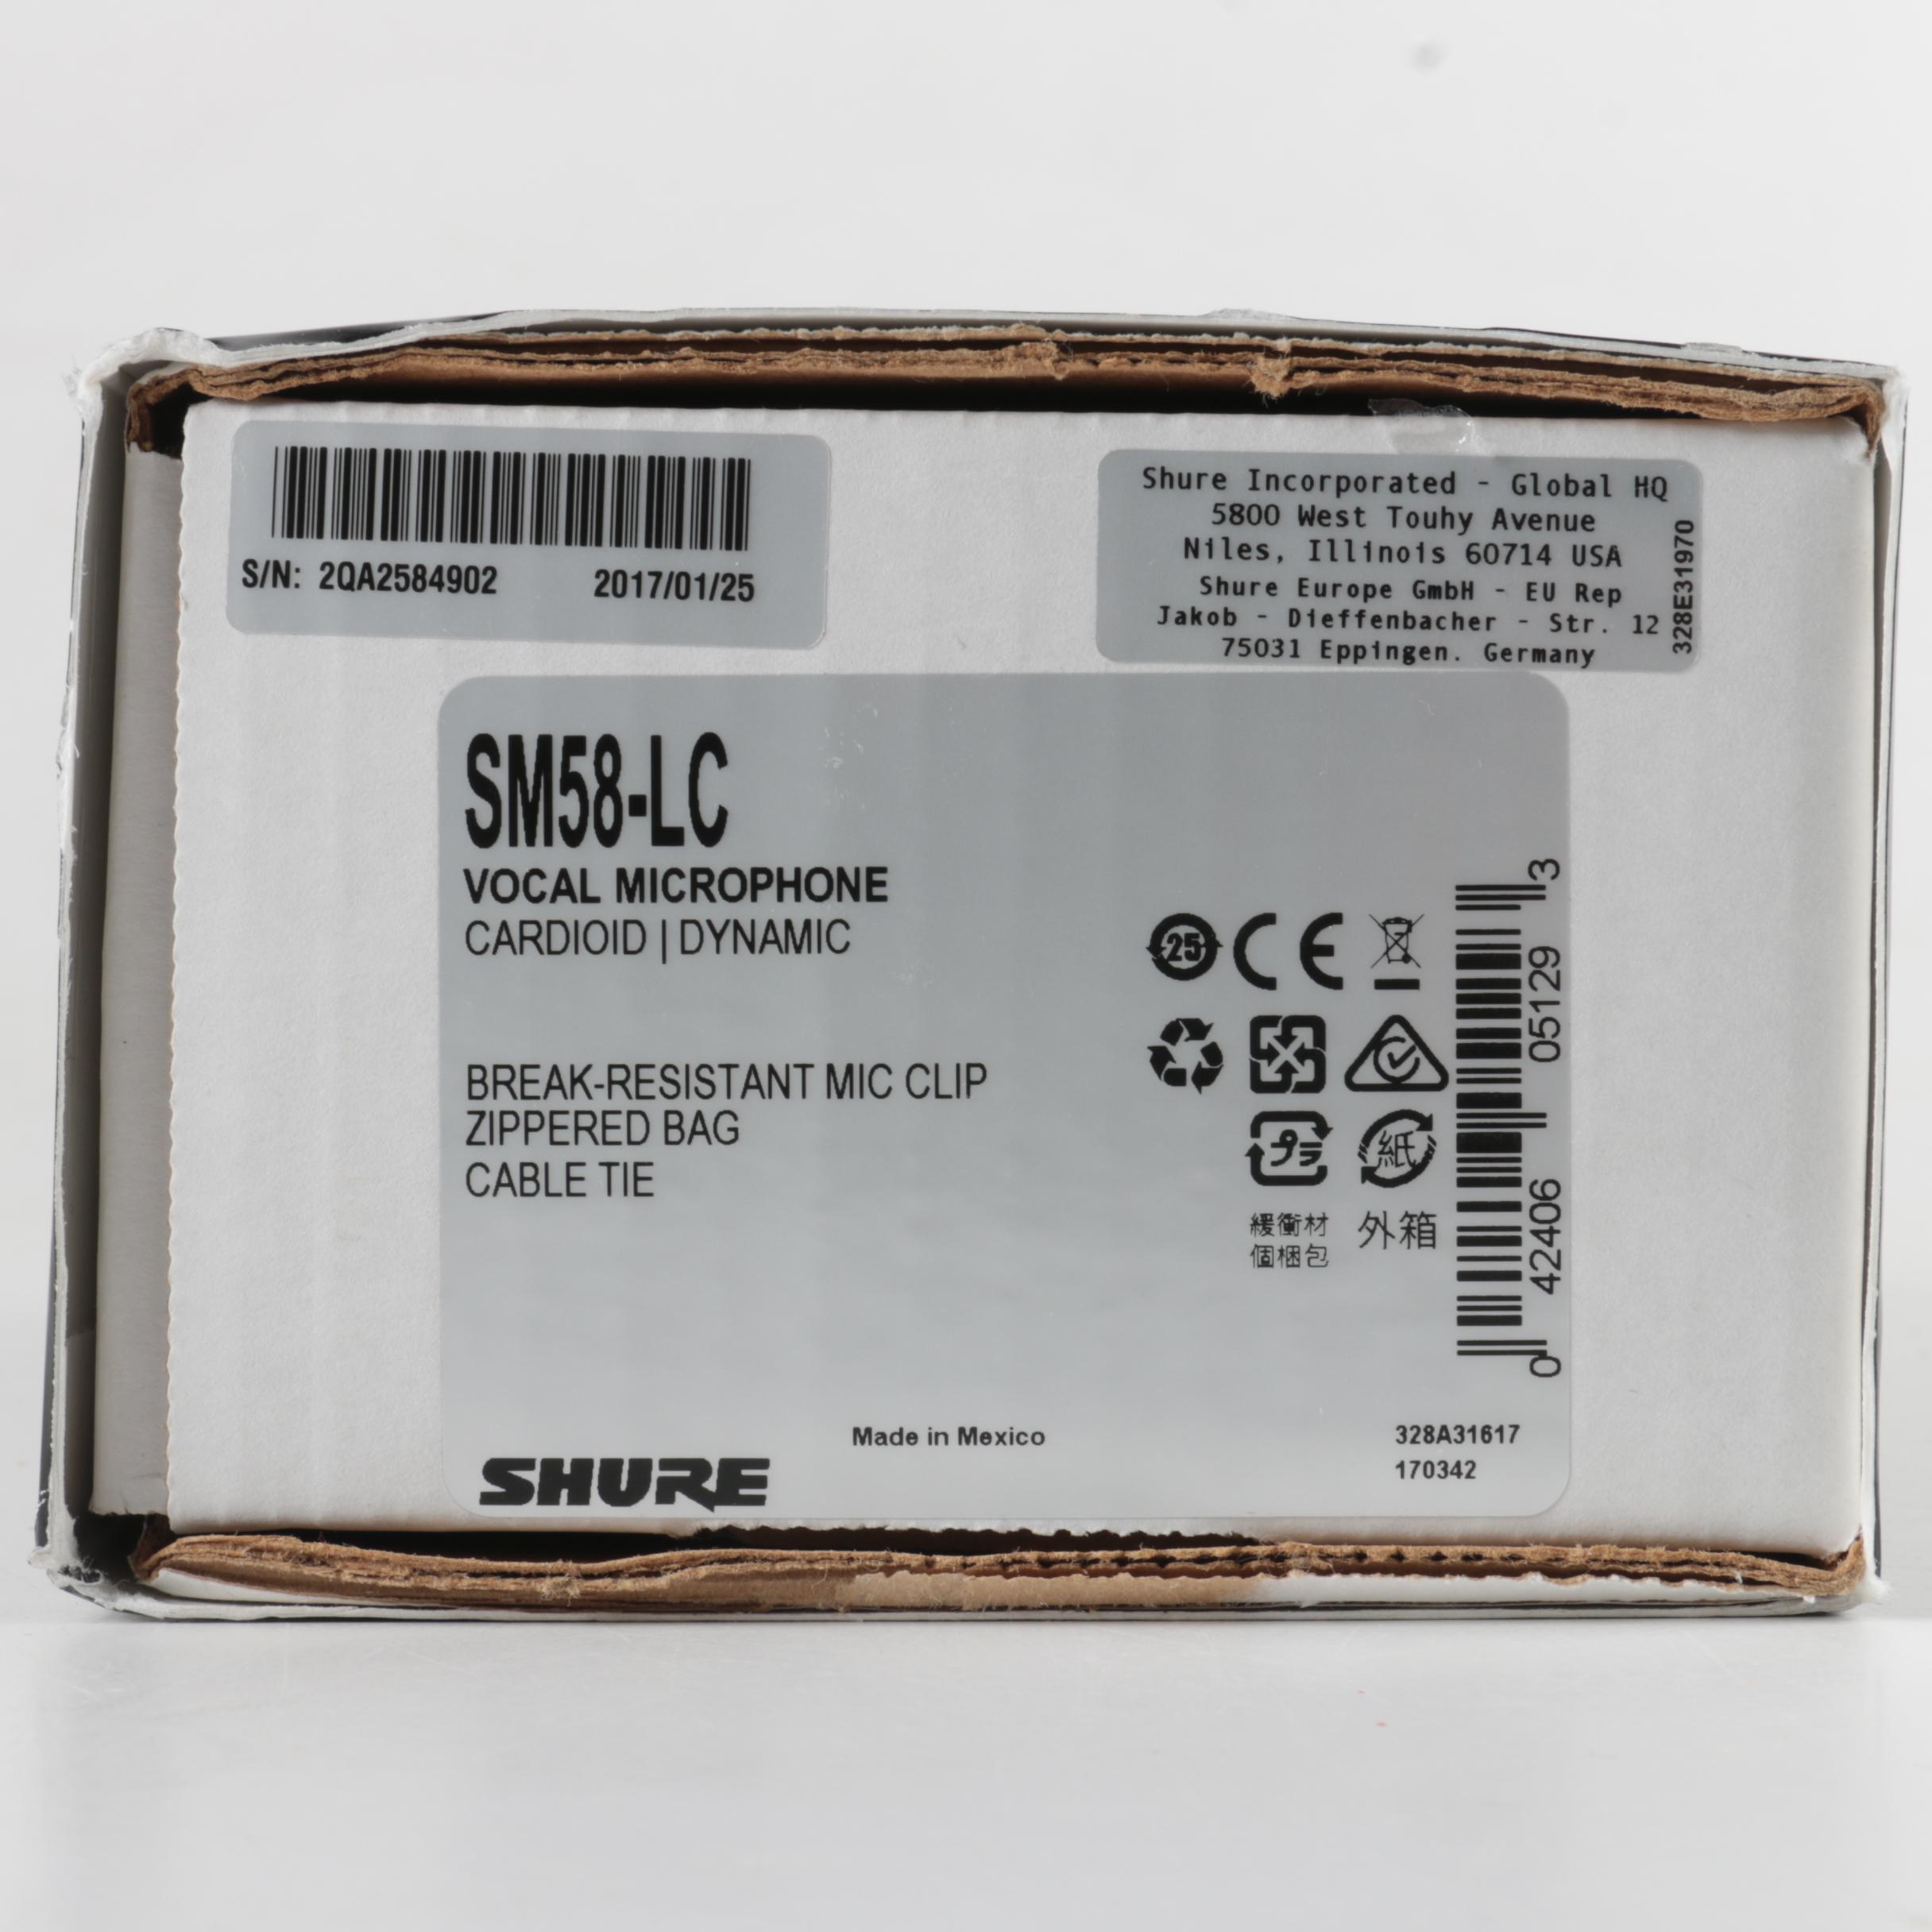 S/N: 2QA2584902 2017/01/25
Shure Incorporated - Global HQ
5800 West Touhy Avenue
Niles, Illinois 60714 USA
Shure Europe GmbH - EU Rep
Jakob - Dieffenbacher - Str. 12
75031 Eppingen. Germany
328E31970
SM58-LC
VOCAL MICROPHONE
CARDIOID | DYNAMIC
BREAK-RESISTANT MIC CLIP
ZIPPERED BAG
CABLE TIE
25 CE
プラ 紙
緩衝材 外箱
個梱包
0 42406 05129 3
Made in Mexico
328A31617
170342
SHURE